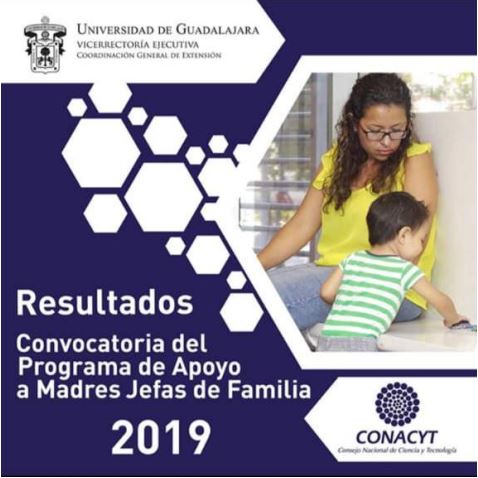 UNIVERSIDAD DE GUADALAJARA
VICERRECTORÍA EJECUTIVA
COORDINACIÓN GENERAL DE EXTENSIÓN
Resultados
Convocatoria del
Programa de Apoyo
a Madres Jefas de Familia
2019
CONACYT
Consejo Nacional de Ciencia y Tecnología